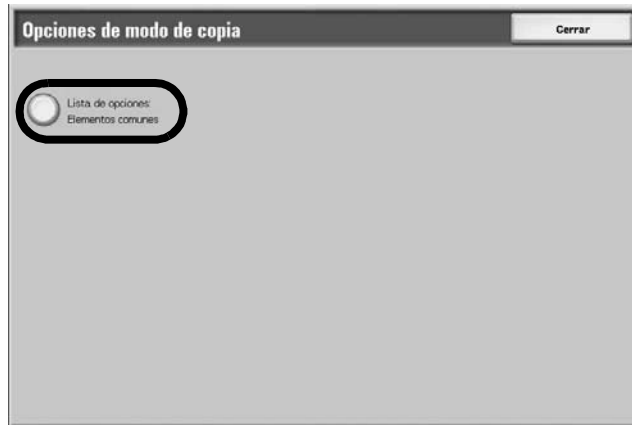 Opciones de modo de copia
Cerrar
Lista de opciones:
Elementos comunes